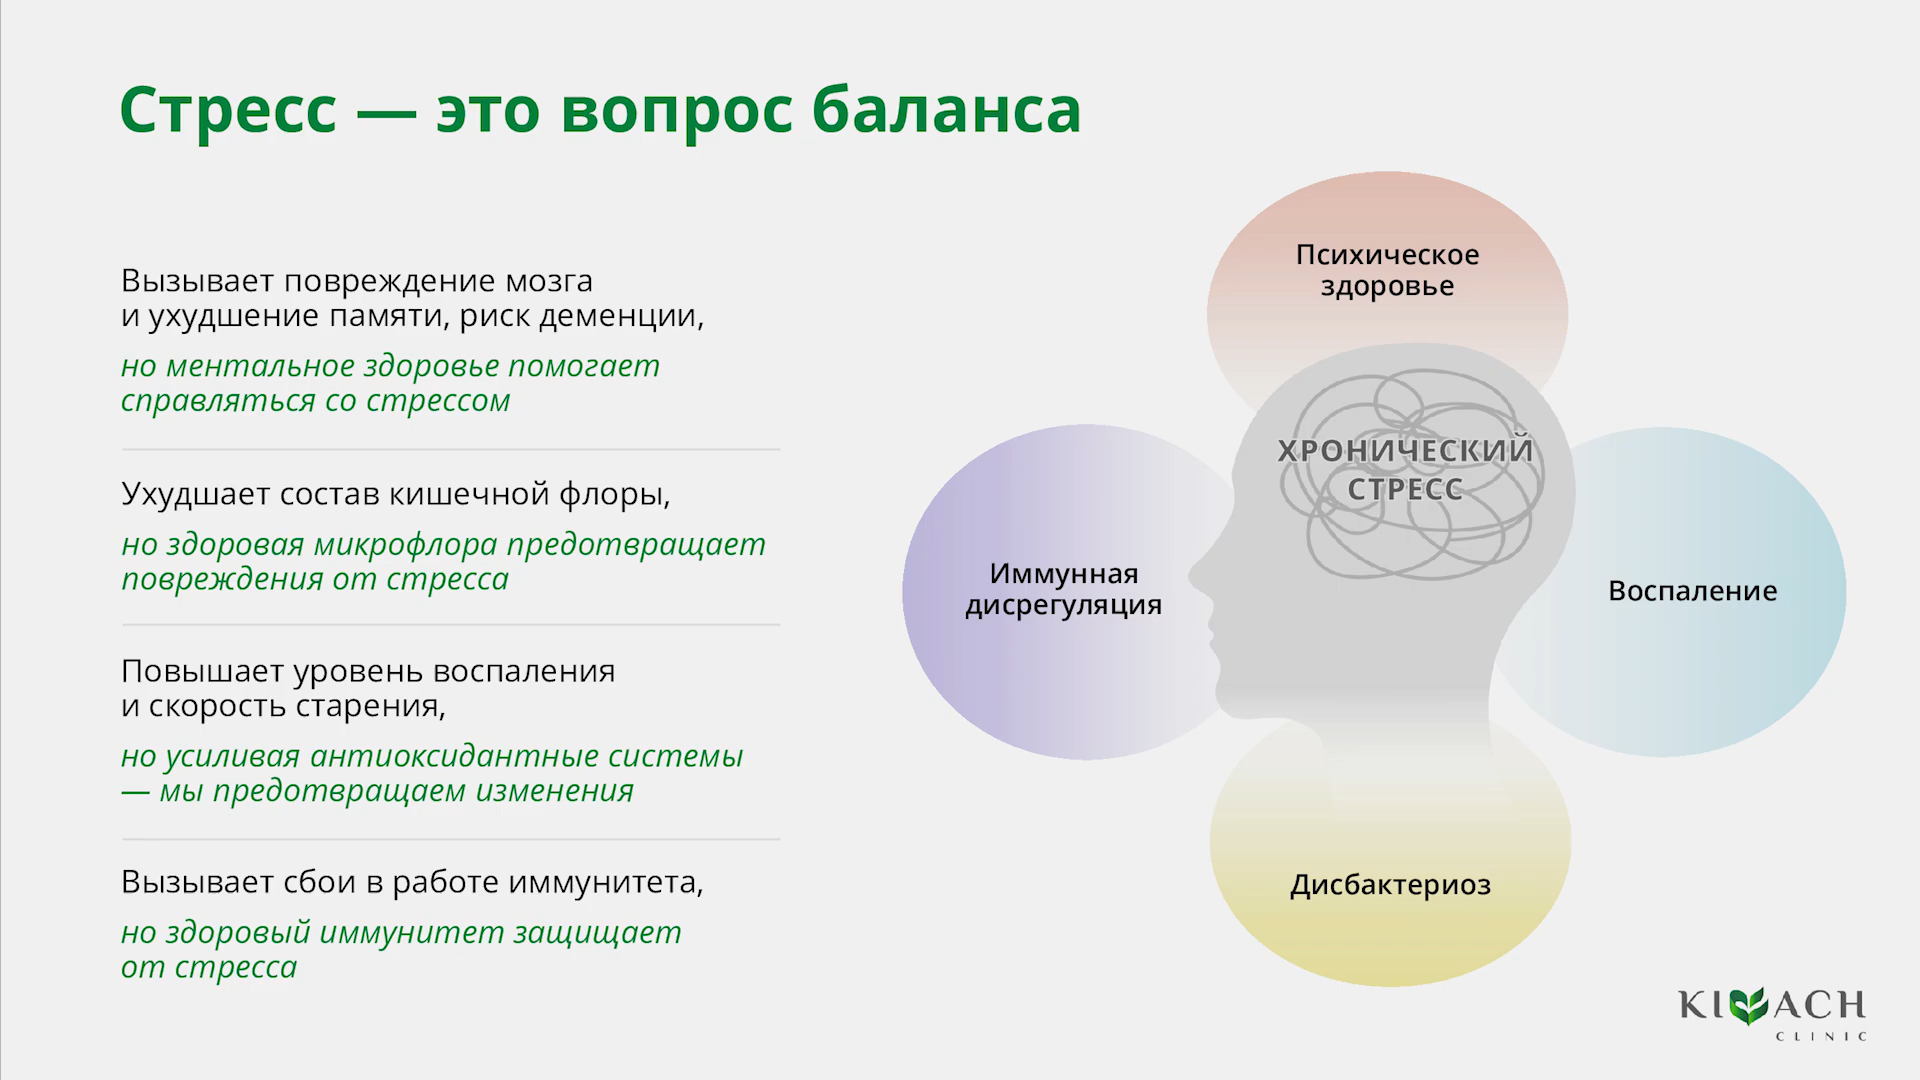 Стресс — это вопрос баланса
Вызывает повреждение мозга
и ухудшение памяти, риск деменции,
но ментальное здоровье помогает
справляться со стрессом
Ухудшает состав кишечной флоры,
но здоровая микрофлора предотвращает
повреждения от стресса
Повышает уровень воспаления
и скорость старения,
но усиливая антиоксидантные системы
— мы предотвращаем изменения
Вызывает сбои в работе иммунитета,
но здоровый иммунитет защищает
от стресса
Психическое
здоровье
ХРОНИЧЕСКИЙ
СТРЕСС
Иммунная
дисрегуляция
Воспаление
Дисбактериоз
KIVACH
CLINIC